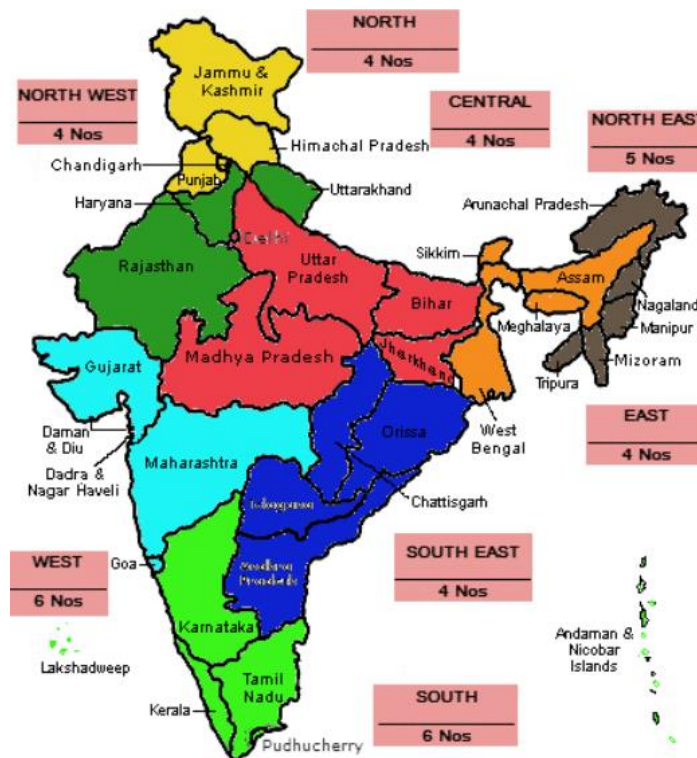 NORTH
4 Nos
Jammu &
Kashmir
NORTH WEST
4 Nos
CENTRAL
4 Nos
NORTH EAST
5 Nos
Himachal Pradesh
Chandigarh
Punjab
Haryana
Uttarakhand
Arunachal Pradesh
Delhi
Sikkim
Rajasthan
Uttar
Pradesh
Assam
Bihar
Nagaland
Meghalaya
Manipur
Madhya Pradesh
Jharkhand
Gujarat
Mizoram
Tripura
West
Bengal
EAST
4 Nos
Daman
& Diu
Orissa
Maharashtra
Dadra &
Nagar Haveli
Chattisgarh
WEST
6 Nos
Goa
SOUTH EAST
4 Nos
Andhra
Pradesh
Karnataka
Andaman &
Nicobar
Islands
Lakshadweep
Tamil
Nadu
Kerala
SOUTH
6 Nos
Pudhucherry